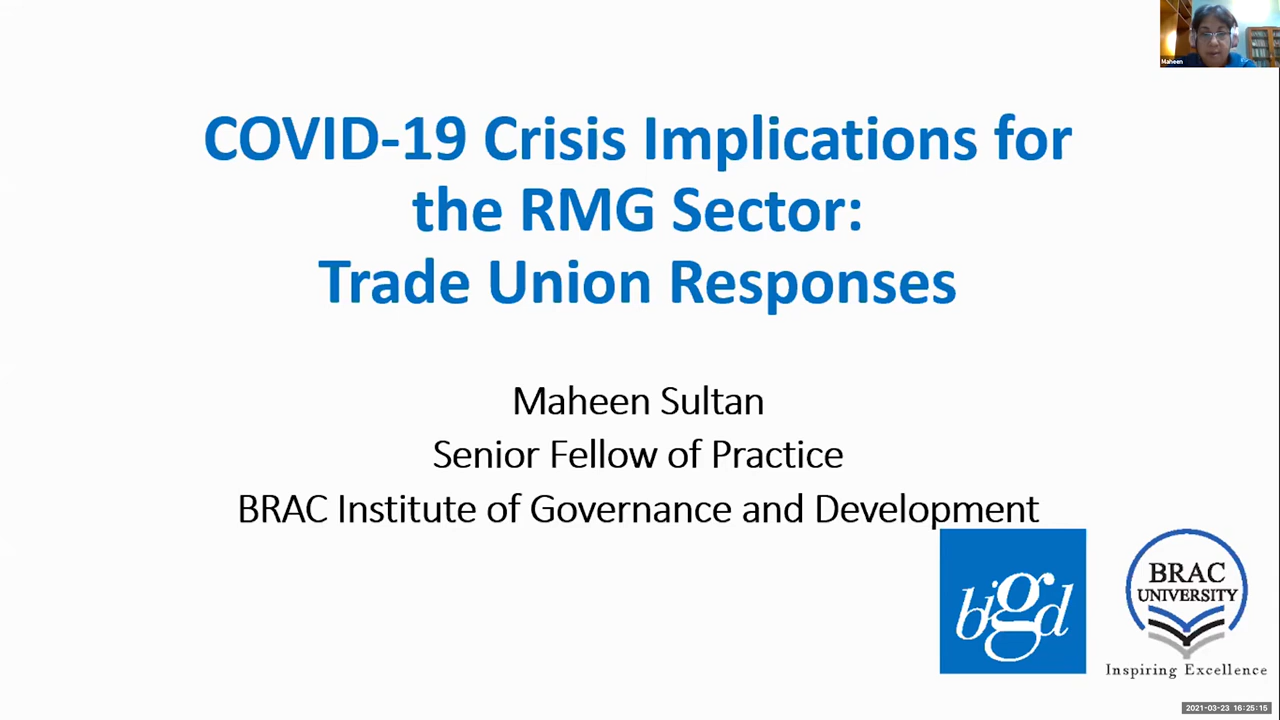 Maheen
COVID-19 Crisis Implications for
the RMG Sector:
Trade Union Responses
Maheen Sultan
Senior Fellow of Practice
BRAC Institute of Governance and Development
bigd
BRAC
UNIVERSITY
Inspiring Excellence
2021-03-23 16:25:15